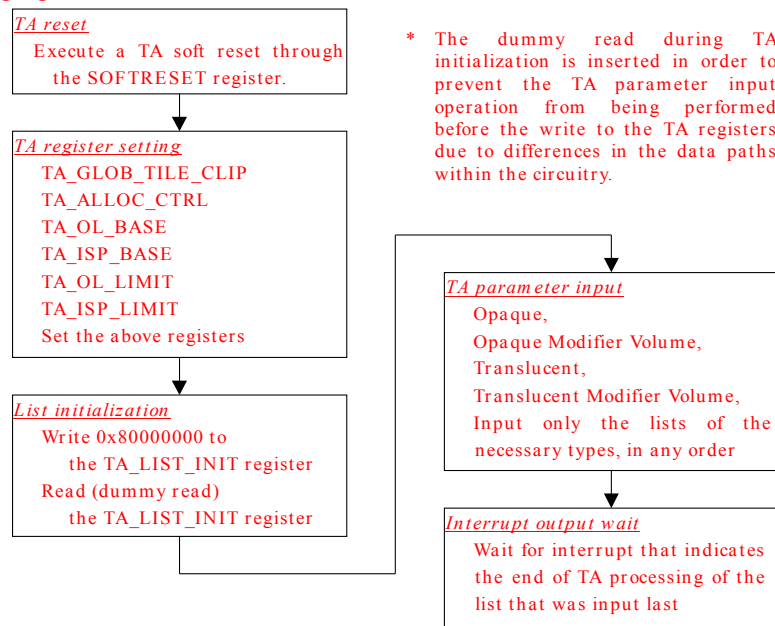 TA reset
Execute a TA soft reset through
the SOFTRESET register.
TA register setting
TA_GLOB_TILE_CLIP
TA_ALLOC_CTRL
TA_OL_BASE
TA_ISP_BASE
TA_OL_LIMIT
TA_ISP_LIMIT
Set the above registers
List initialization
Write 0x80000000 to
the TA_LIST_INIT register
Read (dummy read)
the TA_LIST_INIT register
* The dummy read during TA
initialization is inserted in order to
prevent the TA parameter input
operation from being performed
before the write to the TA registers
due to differences in the data paths
within the circuitry.
TA parameter input
Opaque,
Opaque Modifier Volume,
Translucent,
Translucent Modifier Volume,
Input only the lists of the
necessary types, in any order
Interrupt output wait
Wait for interrupt that indicates
the end of TA processing of the
list that was input last